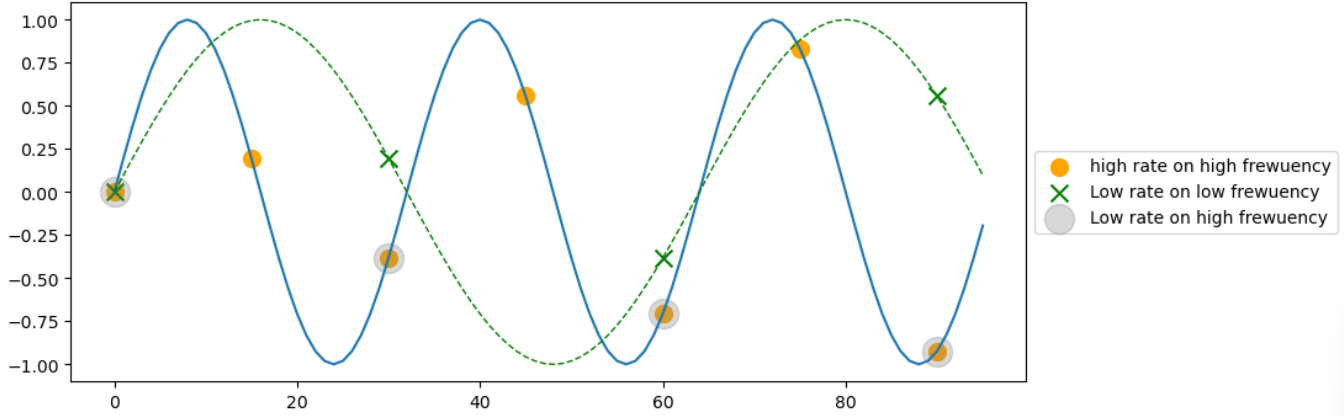 1.00
0.75
0.50
0.25
0.00
−0.25
−0.50
−0.75
−1.00
0 20 40 60 80
high rate on high frewuency
Low rate on low frewuency
Low rate on high frewuency